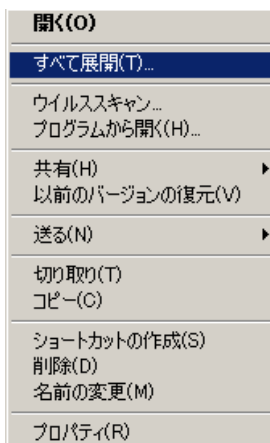 開く(O)
すべて展開(T)...
ウイルススキャン...
プログラムから開く(H)...
共有(H)
以前のバージョンの復元(V)
送る(N)
切り取り(T)
コピー(C)
ショートカットの作成(S)
削除(D)
名前の変更(M)
プロパティ(R)